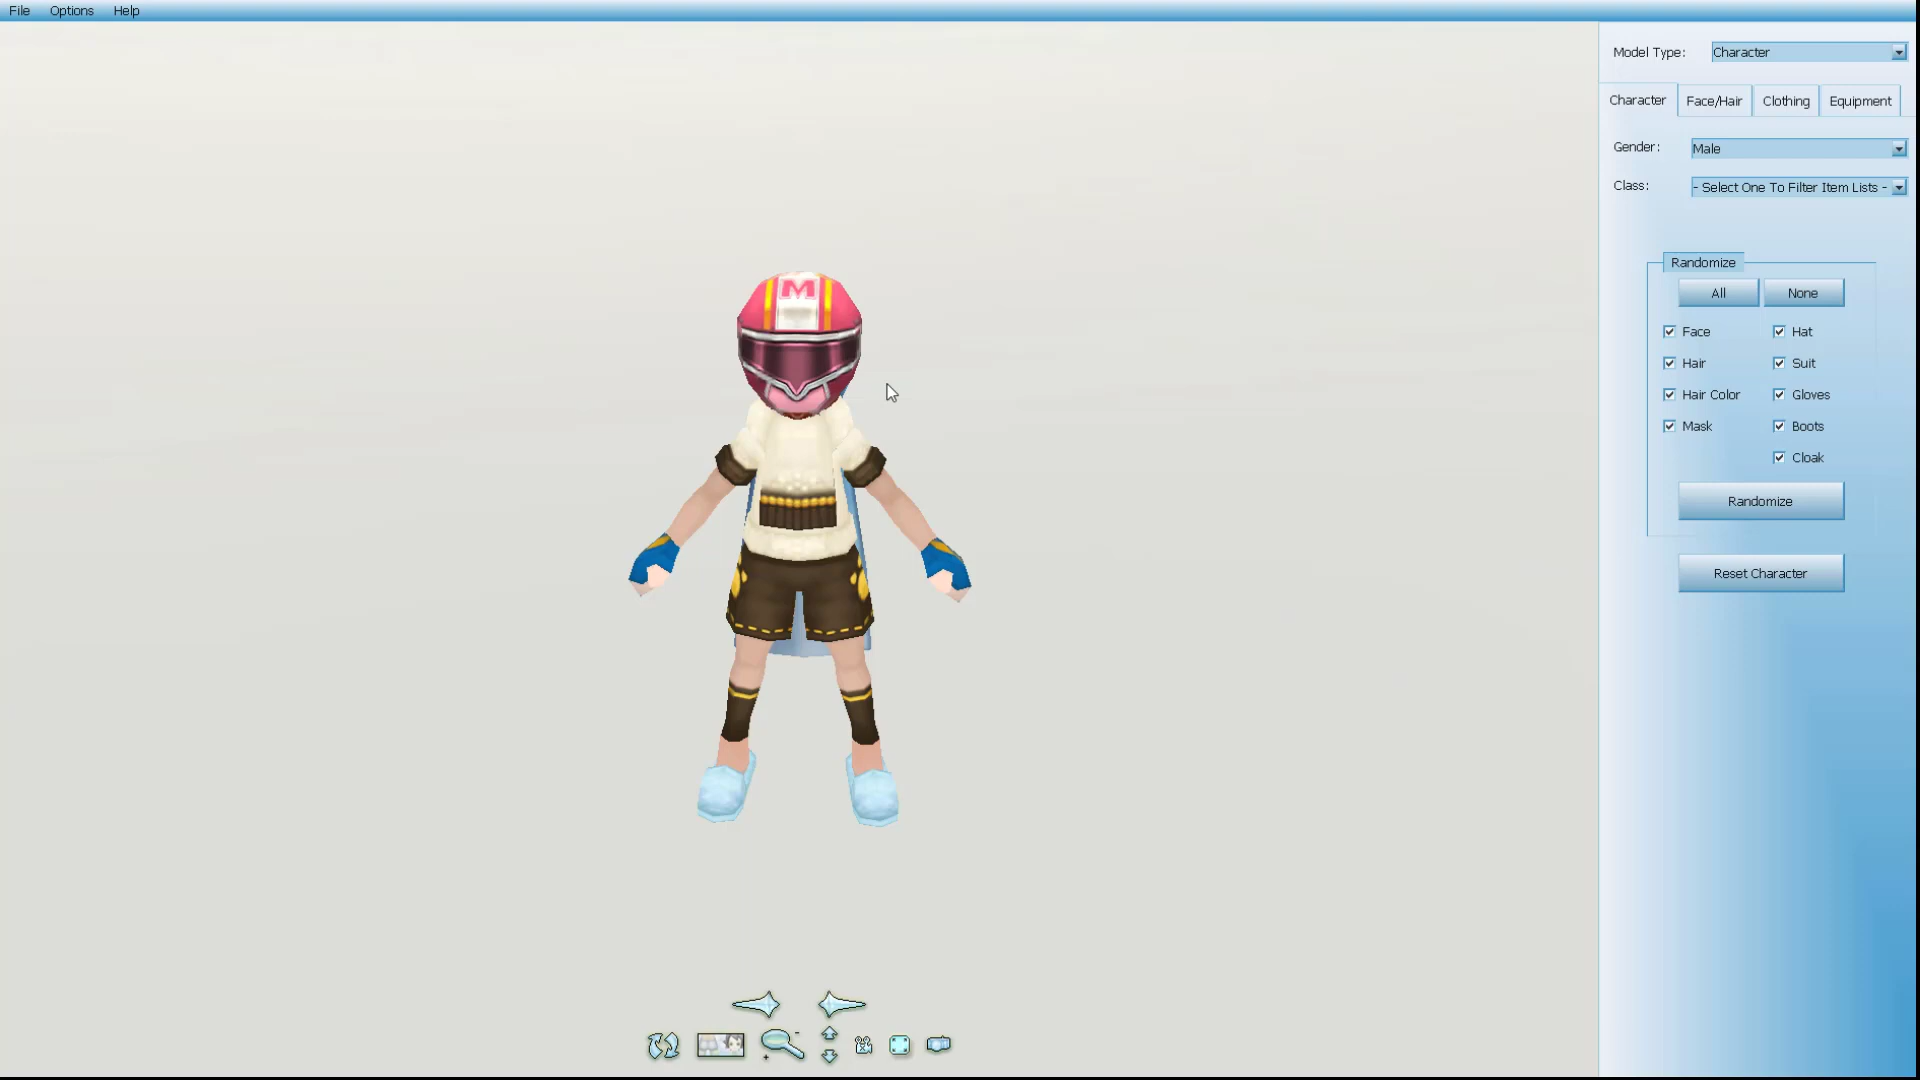 File Options Help
Model Type: Character
Character Face/Hair Clothing Equipment
Gender: Male
Class: - Select One To Filter Item Lists -
Randomize
All None
Face Hat
Hair Suit
Hair Color Gloves
Mask Boots
Cloak
Randomize
Reset Character
M